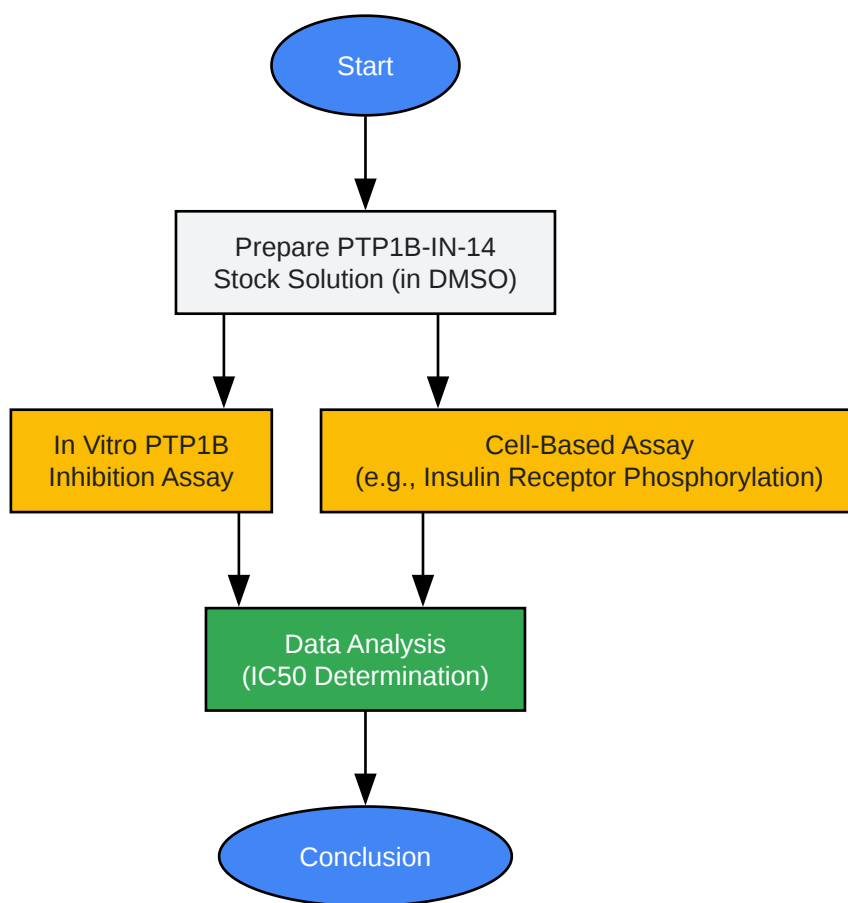 Start
Prepare PTP1B-IN-14
Stock Solution (in DMSO)
In Vitro PTP1B
Inhibition Assay
Cell-Based Assay
(e.g., Insulin Receptor Phosphorylation)
Data Analysis
(IC50 Determination)
Conclusion